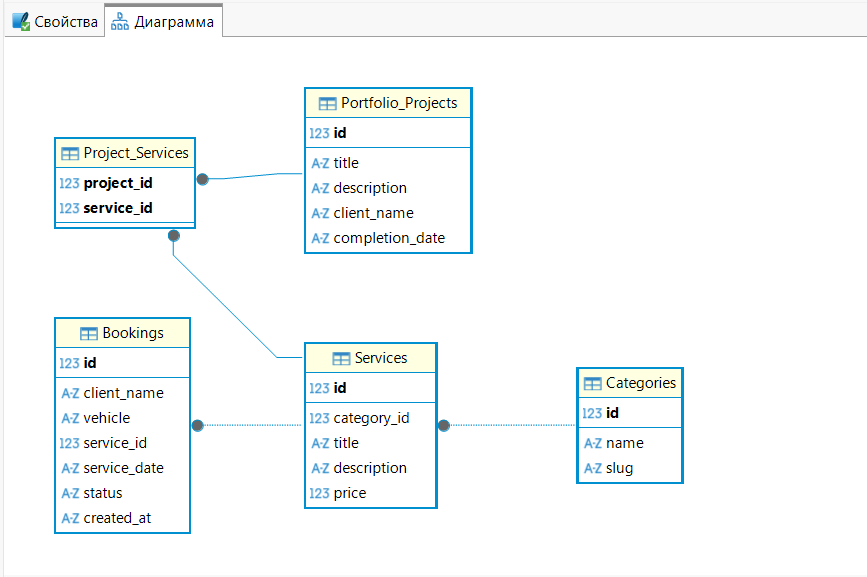 Свойства
Диаграмма
Portfolio_Projects
123 id
A-Z title
A-Z description
A-Z client_name
A-Z completion_date
Project_Services
123 project_id
123 service_id
Bookings
123 id
A-Z client_name
A-Z vehicle
123 service_id
A-Z service_date
A-Z status
A-Z created_at
Services
123 id
123 category_id
A-Z title
A-Z description
123 price
Categories
123 id
A-Z name
A-Z slug